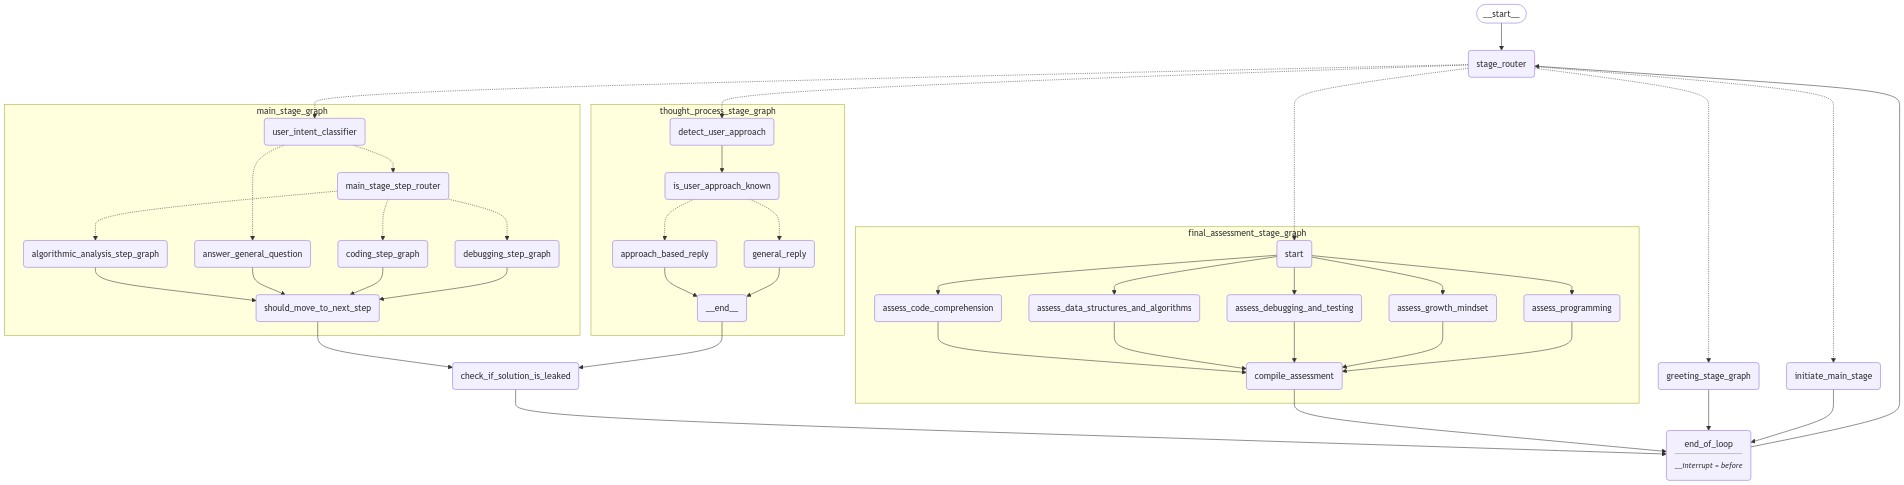 __start__
stage_router
main_stage_graph
thought_process_stage_graph
user_intent_classifier
detect_user_approach
main_stage_step_router
is_user_approach_known
final_assessment_stage_graph
algorithmic_analysis_step_graph
answer_general_question
coding_step_graph
debugging_step_graph
approach_based_reply
general_reply
start
should_move_to_next_step
__end__
assess_code_comprehension
assess_data_structures_and_algorithms
assess_debugging_and_testing
assess_growth_mindset
assess_programming
check_if_solution_is_leaked
compile_assessment
greeting_stage_graph
initiate_main_stage
end_of_loop
__interrupt = before